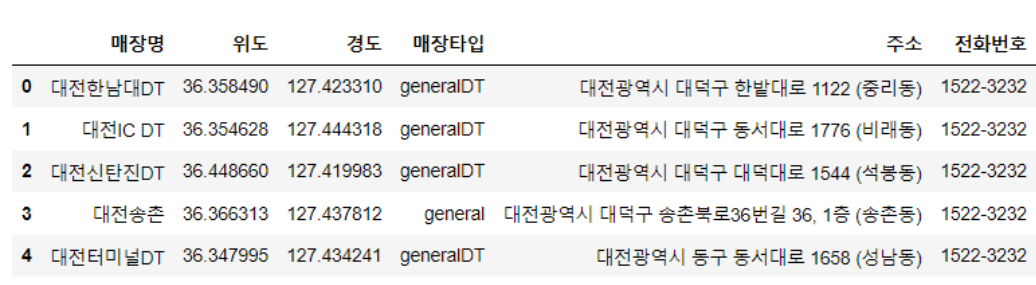 매장명 위도 경도 매장타입 주소 전화번호
0 대전한남대DT 36.358490 127.423310 generalDT 대전광역시 대덕구 한밭대로 1122 (중리동) 1522-3232
1 대전IC DT 36.354628 127.444318 generalDT 대전광역시 대덕구 동서대로 1776 (비래동) 1522-3232
2 대전신탄진DT 36.448660 127.419983 generalDT 대전광역시 대덕구 대덕대로 1544 (석봉동) 1522-3232
3 대전송촌 36.366313 127.437812 general 대전광역시 대덕구 송촌북로36번길 36, 1층 (송촌동) 1522-3232
4 대전터미널DT 36.347995 127.434241 generalDT 대전광역시 동구 동서대로 1658 (성남동) 1522-3232